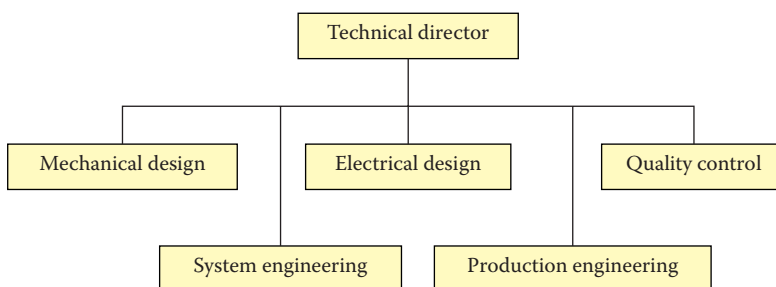 Technical director
Mechanical design
Electrical design
Quality control
System engineering
Production engineering